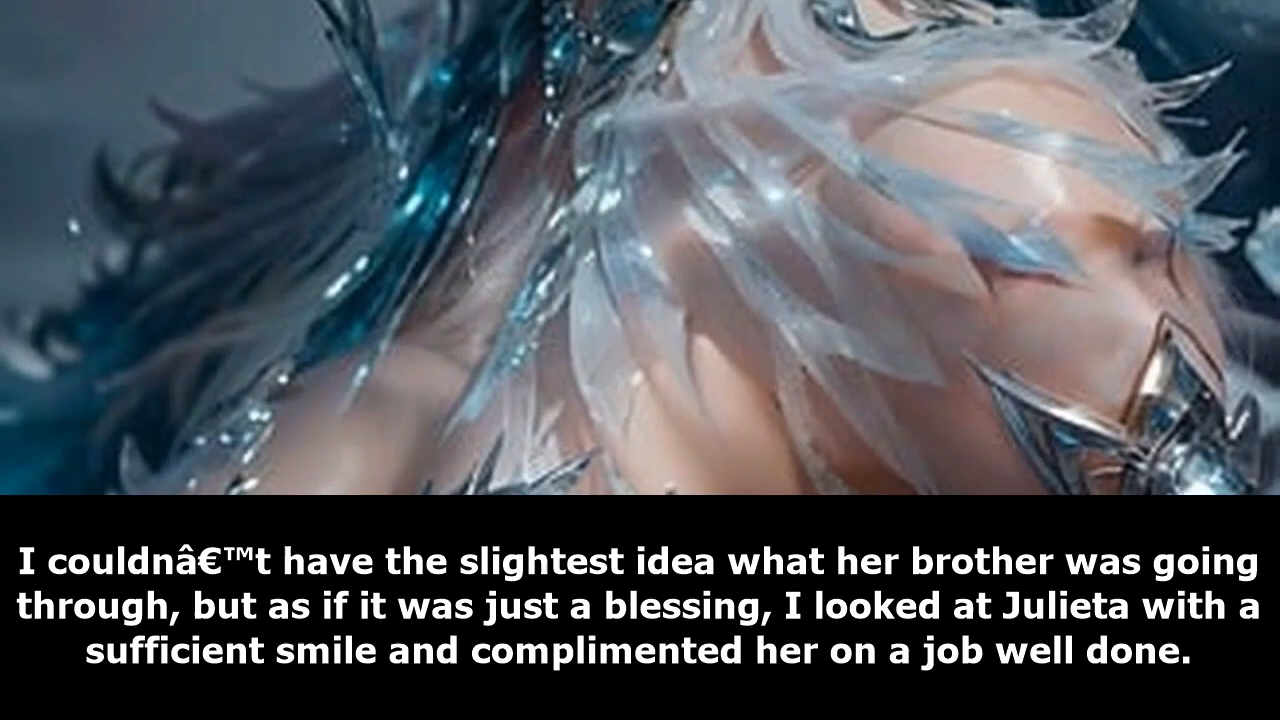 I couldnâ€™t have the slightest idea what her brother was going
through, but as if it was just a blessing, I looked at Julieta with a
sufficient smile and complimented her on a job well done.